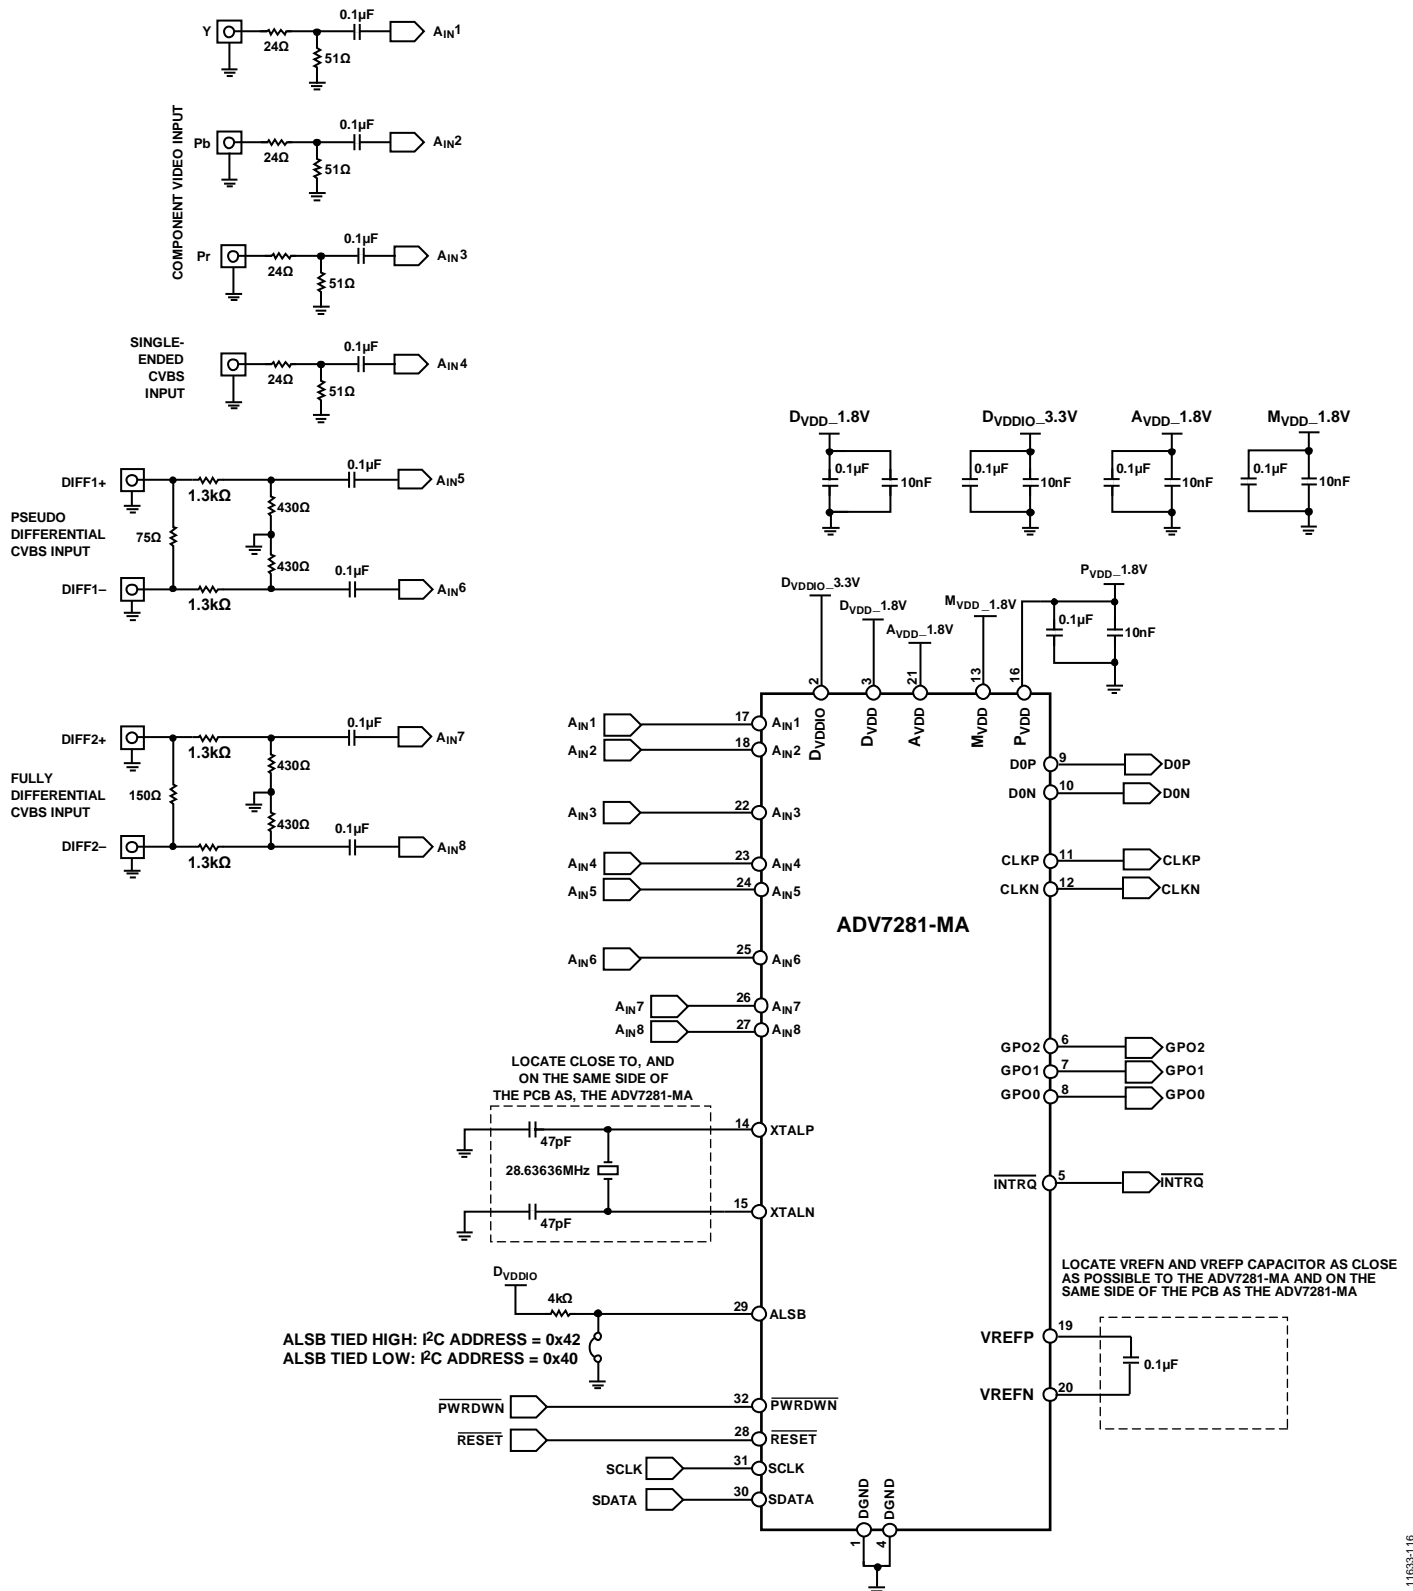 Y
24Ω
51Ω
0.1µF
AIN1
COMPONENT VIDEO INPUT
Pb
24Ω
51Ω
0.1µF
AIN2
Pr
24Ω
51Ω
0.1µF
AIN3
SINGLE-
ENDED
CVBS
INPUT
24Ω
51Ω
0.1µF
AIN4
DIFF1+
1.3kΩ
430Ω
0.1µF
AIN5
PSEUDO
DIFFERENTIAL
CVBS INPUT
75Ω
430Ω
DIFF1–
1.3kΩ
0.1µF
AIN6
DIFF2+
1.3kΩ
430Ω
0.1µF
AIN7
FULLY
DIFFERENTIAL
CVBS INPUT
150Ω
430Ω
DIFF2–
1.3kΩ
0.1µF
AIN8
DVDD_1.8V
0.1µF
10nF
DVDDIO_3.3V
0.1µF
10nF
AVDD_1.8V
0.1µF
10nF
MVDD_1.8V
0.1µF
10nF
PVDD_1.8V
0.1µF
10nF
DVDDIO_3.3V
DVDD_1.8V
AVDD_1.8V
MVDD_1.8V
2
3
21
13
16
DVDDIO
DVDD
AVDD
MVDD
PVDD
AIN1 17 AIN1
AIN2 18 AIN2
AIN3 22 AIN3
AIN4 23 AIN4
AIN5 24 AIN5
AIN6 25 AIN6
AIN7 26 AIN7
AIN8 27 AIN8
ADV7281-MA
D0P 9 D0P
D0N 10 D0N
CLKP 11 CLKP
CLKN 12 CLKN
GPO2 6 GPO2
GPO1 7 GPO1
GPO0 8 GPO0
INTRQ 5 INTRQ
LOCATE CLOSE TO, AND
ON THE SAME SIDE OF
THE PCB AS, THE ADV7281-MA
47pF
14 XTALP
28.63636MHz
47pF
15 XTALN
LOCATE VREFN AND VREFP CAPACITOR AS CLOSE
AS POSSIBLE TO THE ADV7281-MA AND ON THE
SAME SIDE OF THE PCB AS THE ADV7281-MA
VREFP 19
0.1µF
VREFN 20
DVDDIO
4kΩ
29 ALSB
ALSB TIED HIGH: I2C ADDRESS = 0x42
ALSB TIED LOW: I2C ADDRESS = 0x40
PWRDWN 32 PWRDWN
RESET 28 RESET
SCLK 31 SCLK
SDATA 30 SDATA
DGND
DGND
1
4
11633-116